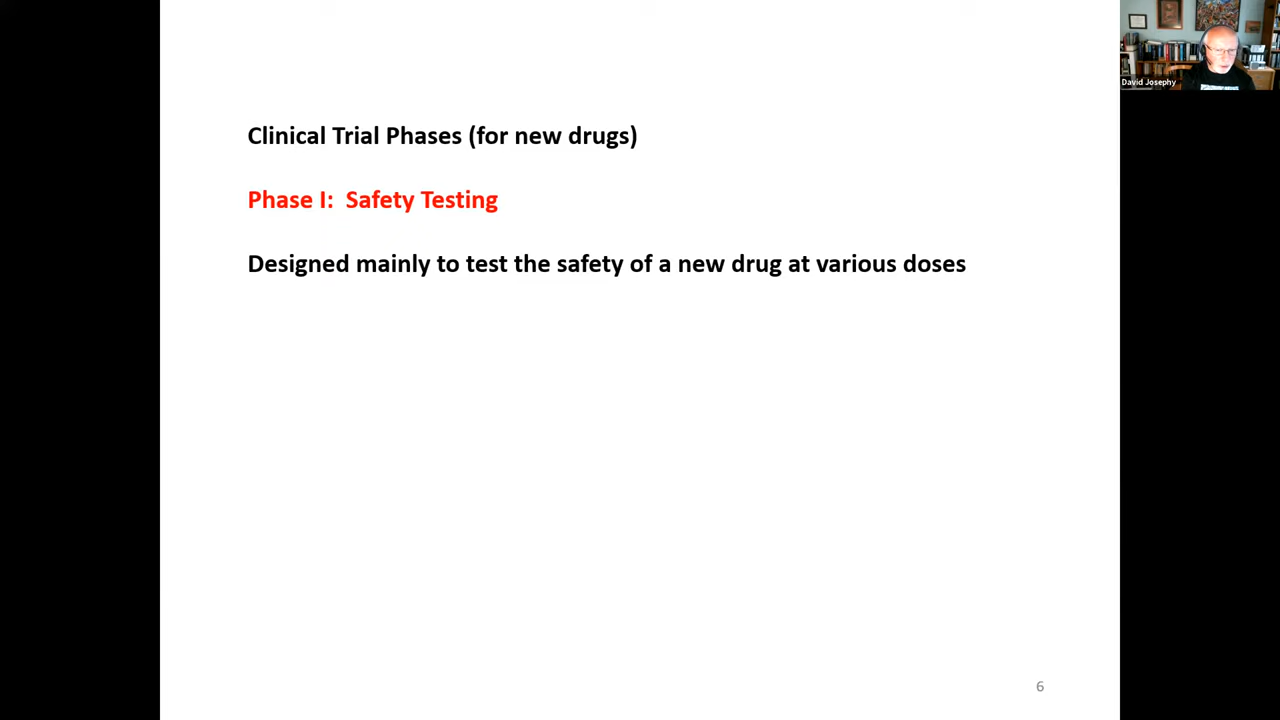 Clinical Trial Phases (for new drugs)
Phase I:  Safety Testing
Designed mainly to test the safety of a new drug at various doses
6
David Josephy